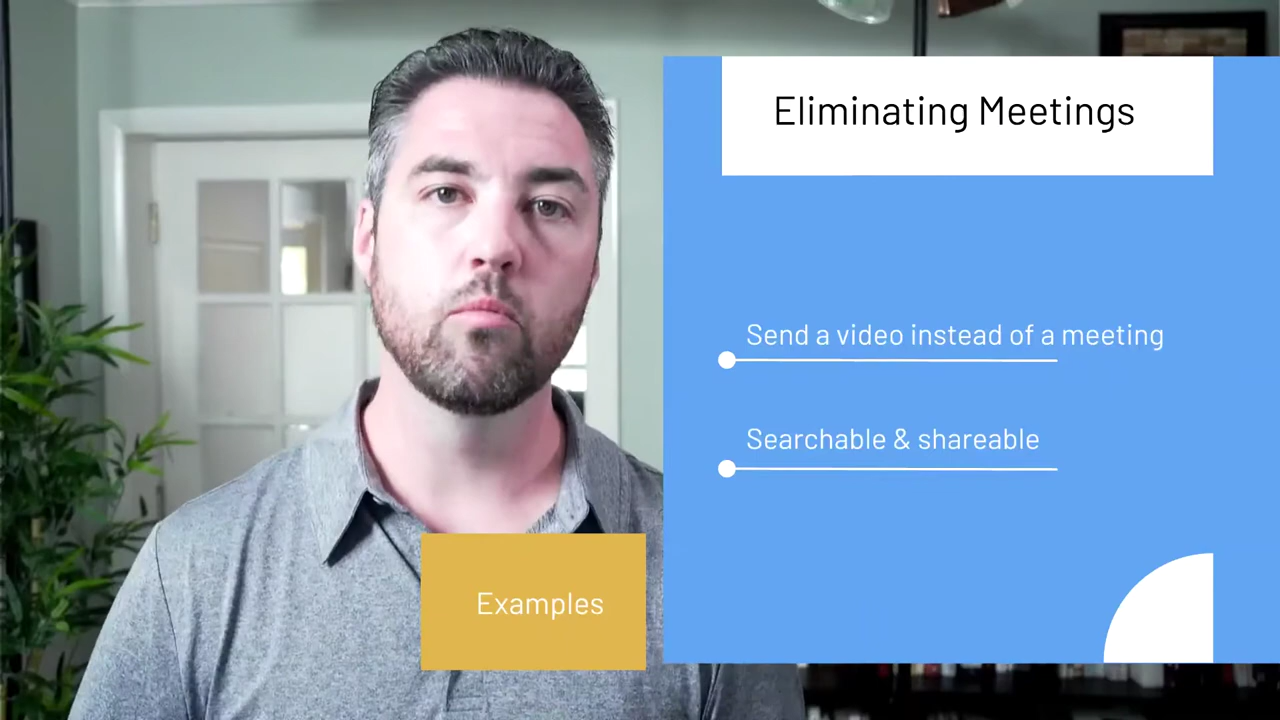 Eliminating Meetings
Send a video instead of a meeting
Searchable & shareable
Examples